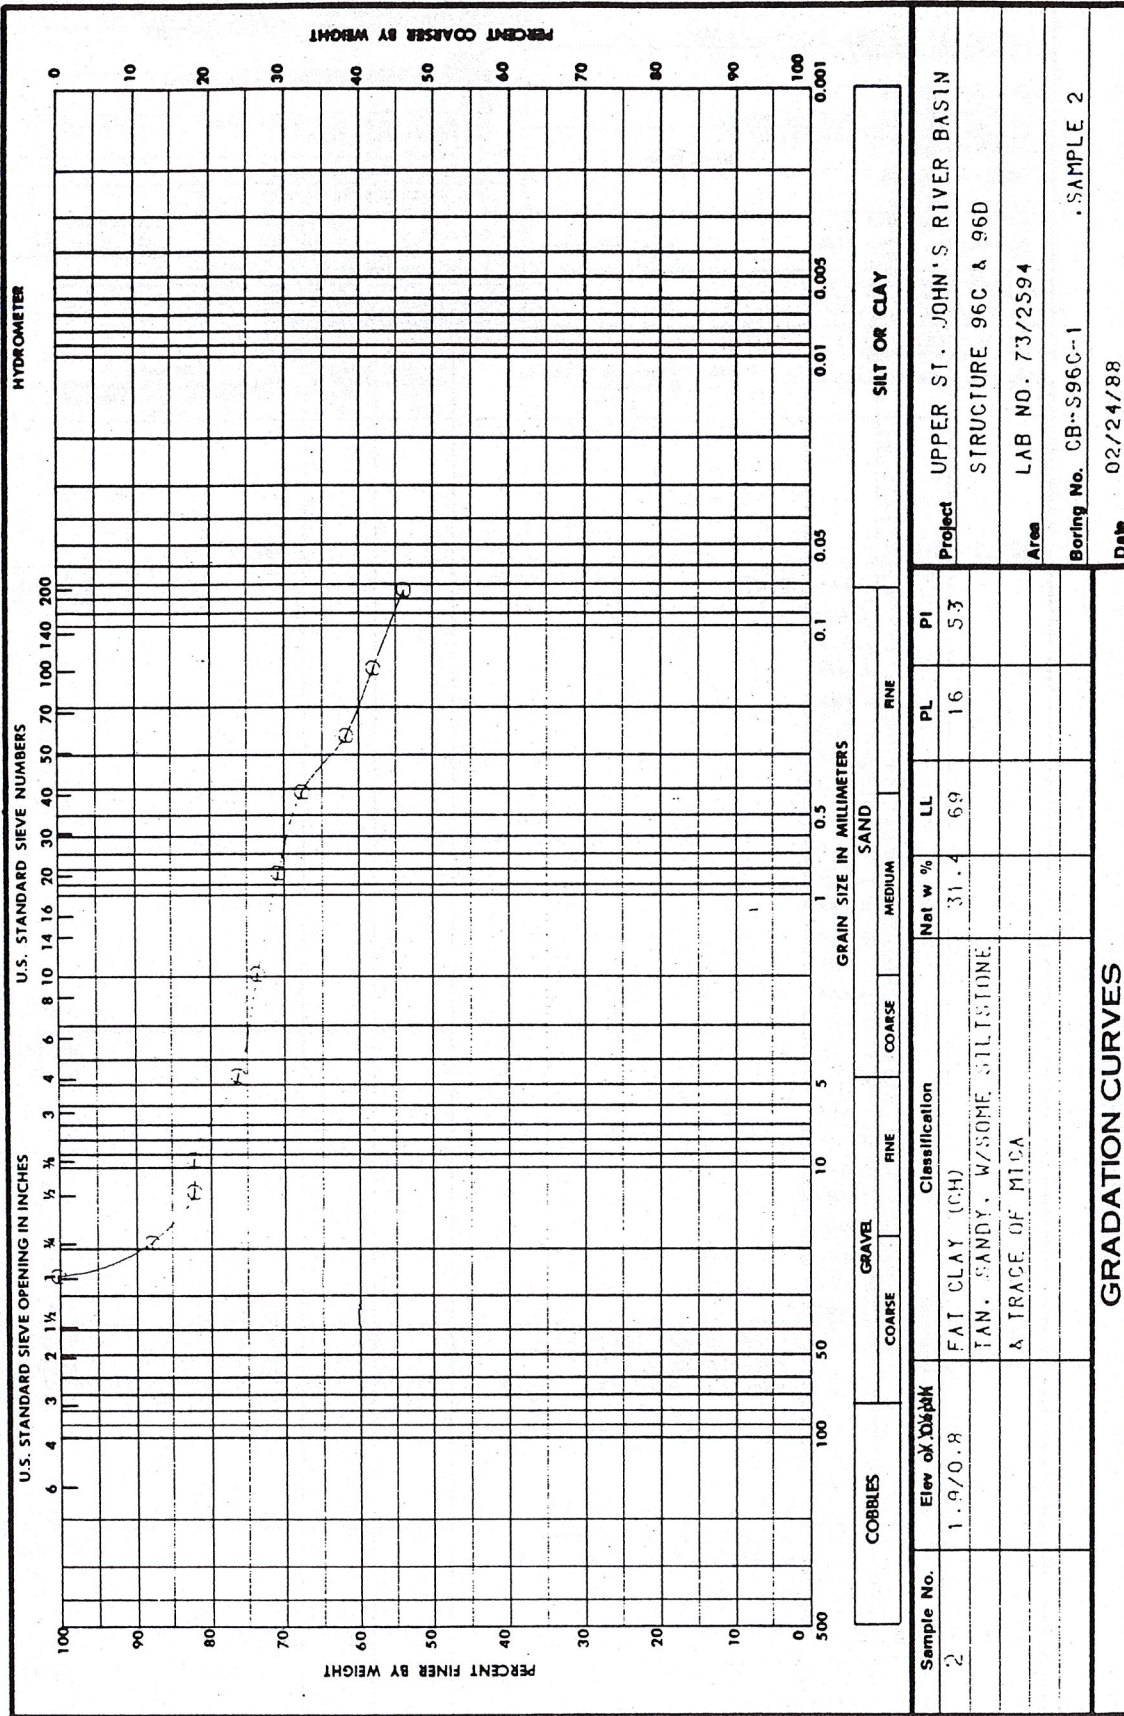 U.S. STANDARD SIEVE OPENING IN INCHES U.S. STANDARD SIEVE NUMBERS HYDROMETER
6 4 3 2 1½ 1 ¾ ½ ⅜ 3 4 6 8 10 14 16 20 30 40 50 70 100 140 200
PERCENT FINER BY WEIGHT
100
90
80
70
60
50
40
30
20
10
0
PERCENT COARSER BY WEIGHT
0
10
20
30
40
50
60
70
80
90
100
500 100 50 10 5 1 0.5 0.1 0.05 0.01 0.005 0.001
GRAIN SIZE IN MILLIMETERS
COBBLES GRAVEL SAND SILT OR CLAY
COARSE FINE COARSE MEDIUM FINE
Sample No. Elev Classification Nat w % LL PL PI
2 1.9/0.8 FAT CLAY (CH) 31.4 69 16 53
TAN, SANDY, W/SOME SILTSTONE
& TRACE OF MICA
Project UPPER ST. JOHN'S RIVER BASIN
STRUCTURE 96C & 96D
LAB NO. 73/2594
Area
Boring No. CB-S96C-1 .SAMPLE 2
Date 02/24/88
GRADATION CURVES